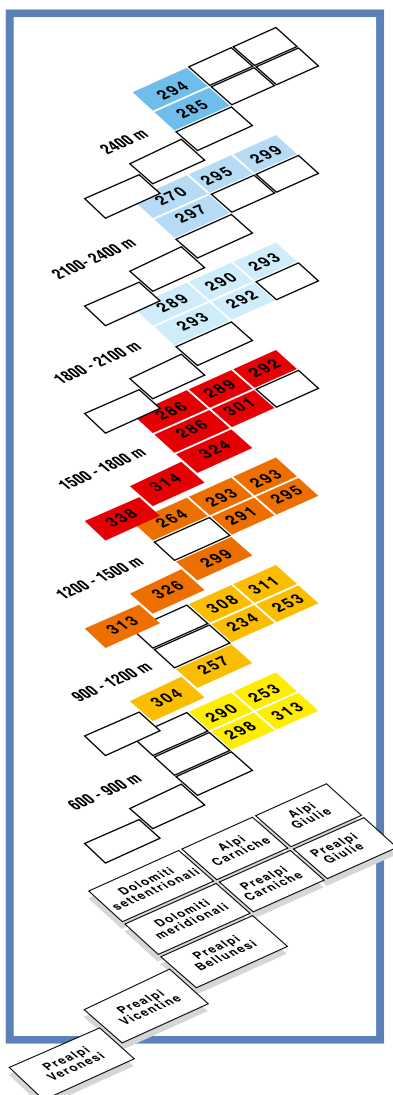 294
285
2400 m
270 295 299
297
2100-2400 m
289 290 293
293 292
1800 - 2100 m
286 289 292
286 301
324
1500 - 1800 m
314
338
264 293 293
291 295
299
1200 - 1500 m
326
313
308 311
234 253
257
900 - 1200 m
304
290 253
298 313
600 - 900 m
Alpi
Giulie
Alpi
Carniche
Prealpi
Giulie
Dolomiti
settentrionali
Prealpi
Carniche
Dolomiti
meridionali
Prealpi
Bellunesi
Prealpi
Vicentine
Prealpi
Veronesi